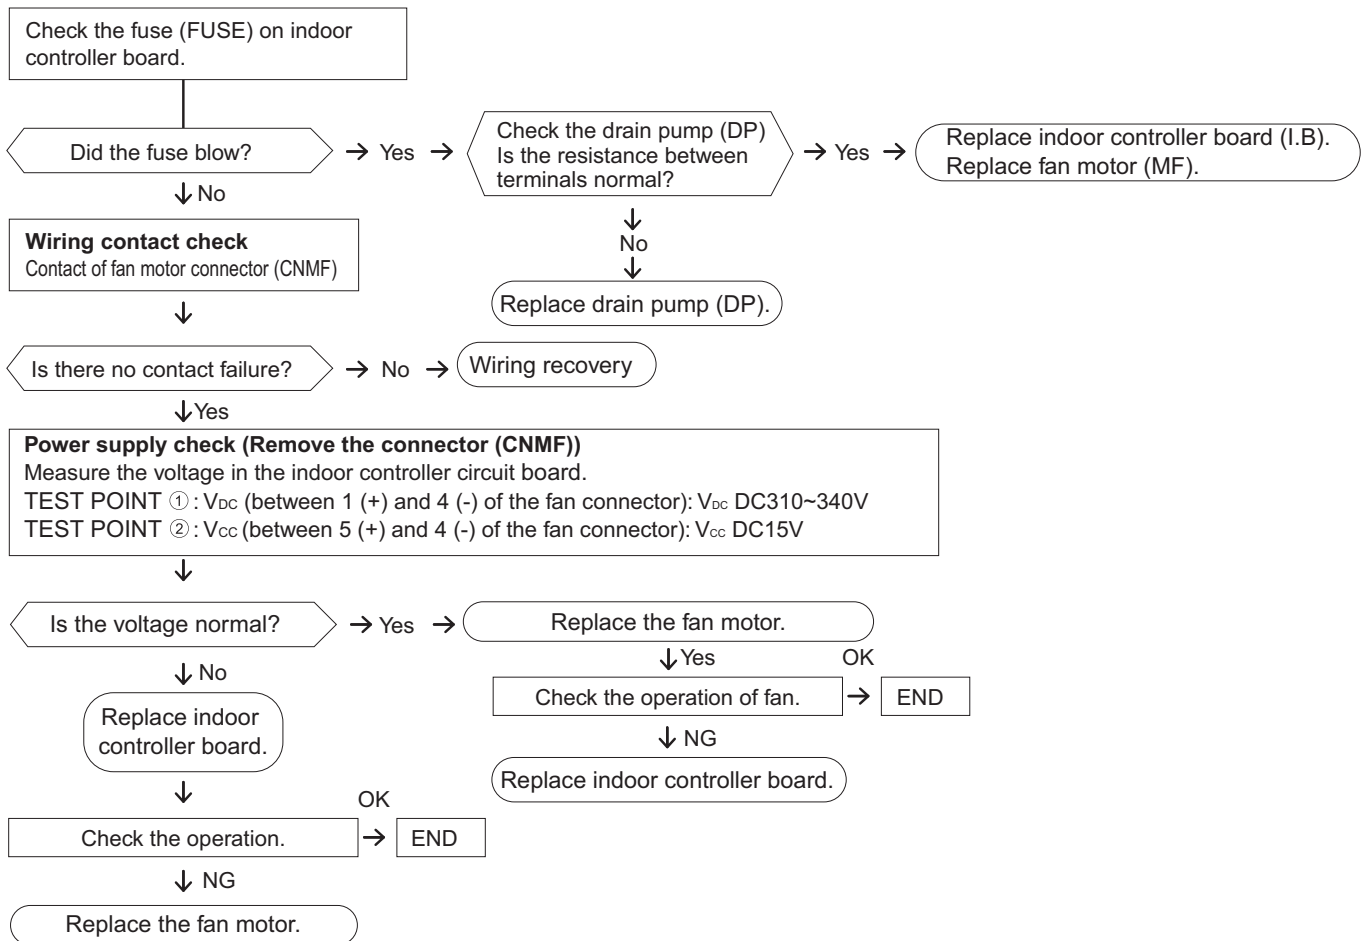 Check the fuse (FUSE) on indoor
controller board.
Did the fuse blow?
Yes
Check the drain pump (DP)
Is the resistance between
terminals normal?
Yes
Replace indoor controller board (I.B).
Replace fan motor (MF).
No
No
Replace drain pump (DP).
Wiring contact check
Contact of fan motor connector (CNMF)
Is there no contact failure?
No
Wiring recovery
Yes
Power supply check (Remove the connector (CNMF))
Measure the voltage in the indoor controller circuit board.
TEST POINT ①: VDC (between 1 (+) and 4 (-) of the fan connector): VDC DC310~340V
TEST POINT ②: VCC (between 5 (+) and 4 (-) of the fan connector): VCC DC15V
Is the voltage normal?
Yes
Replace the fan motor.
Yes
OK
Check the operation of fan.
END
NG
Replace indoor controller board.
No
Replace indoor
controller board.
OK
Check the operation.
END
NG
Replace the fan motor.